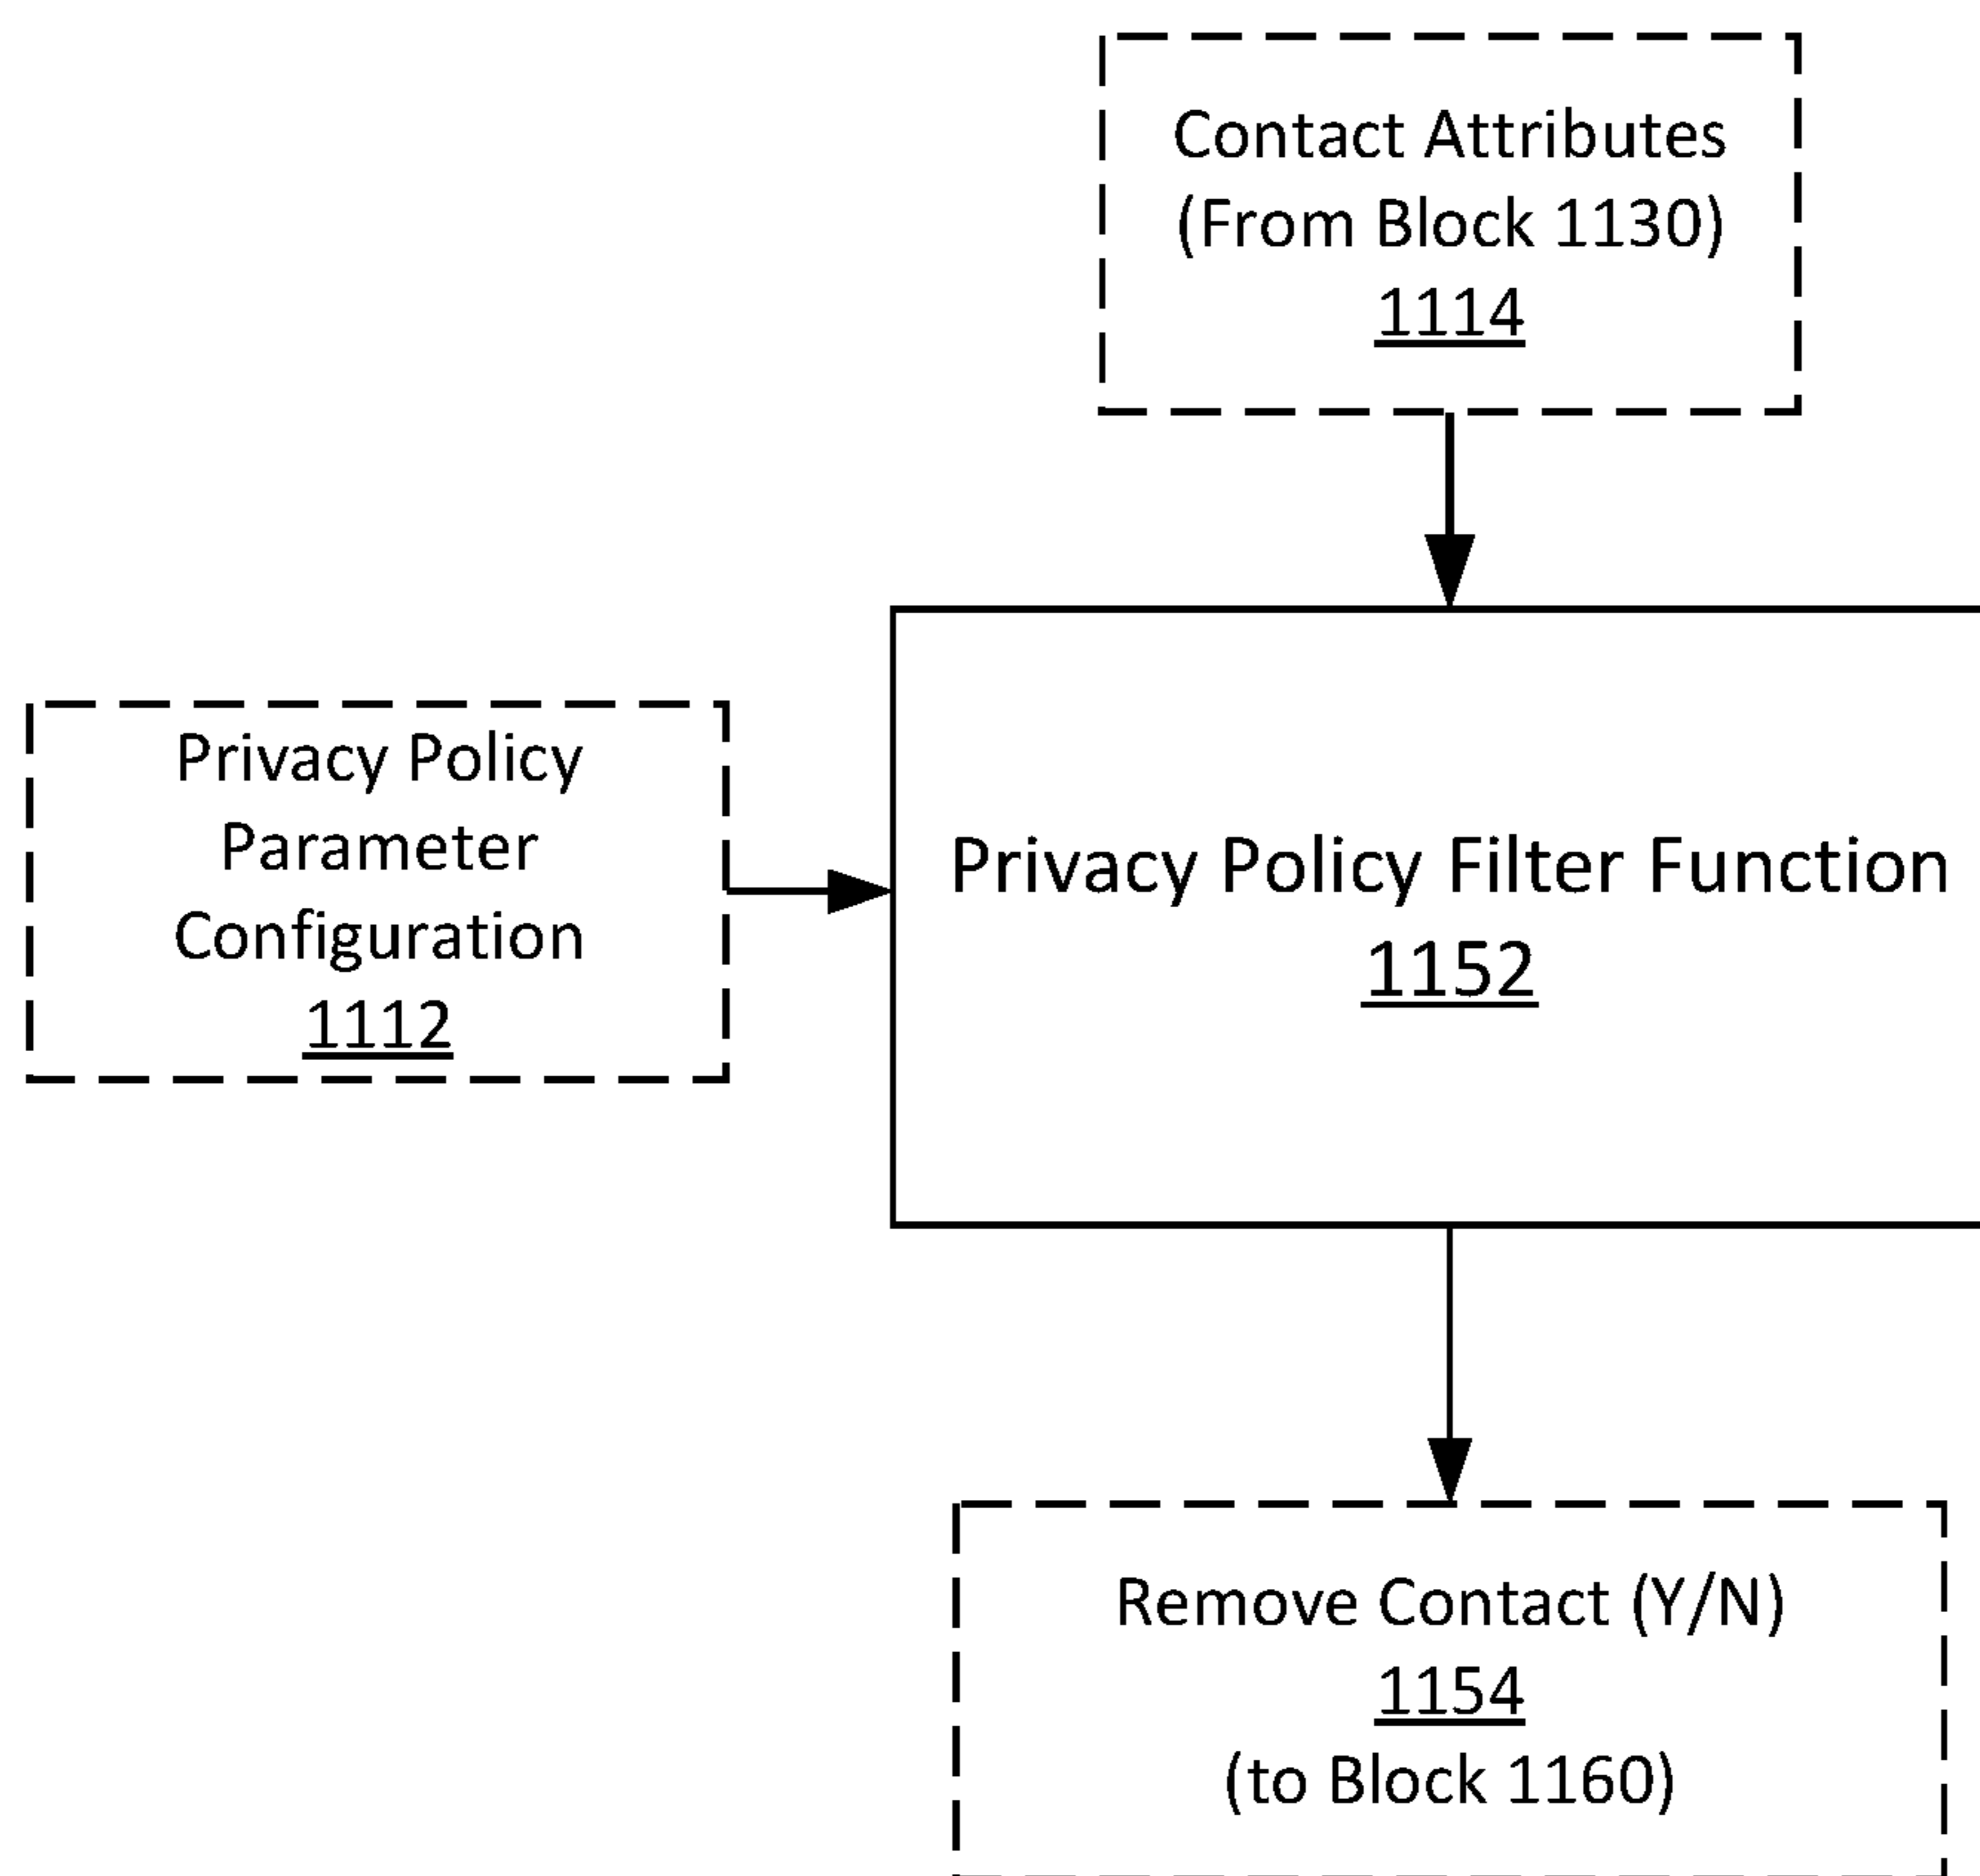 Contact Attributes
(From Block 1130)
1114
Privacy Policy
Parameter
Configuration
1112
Privacy Policy Filter Function
1152
Remove Contact (Y/N)
1154
(to Block 1160)